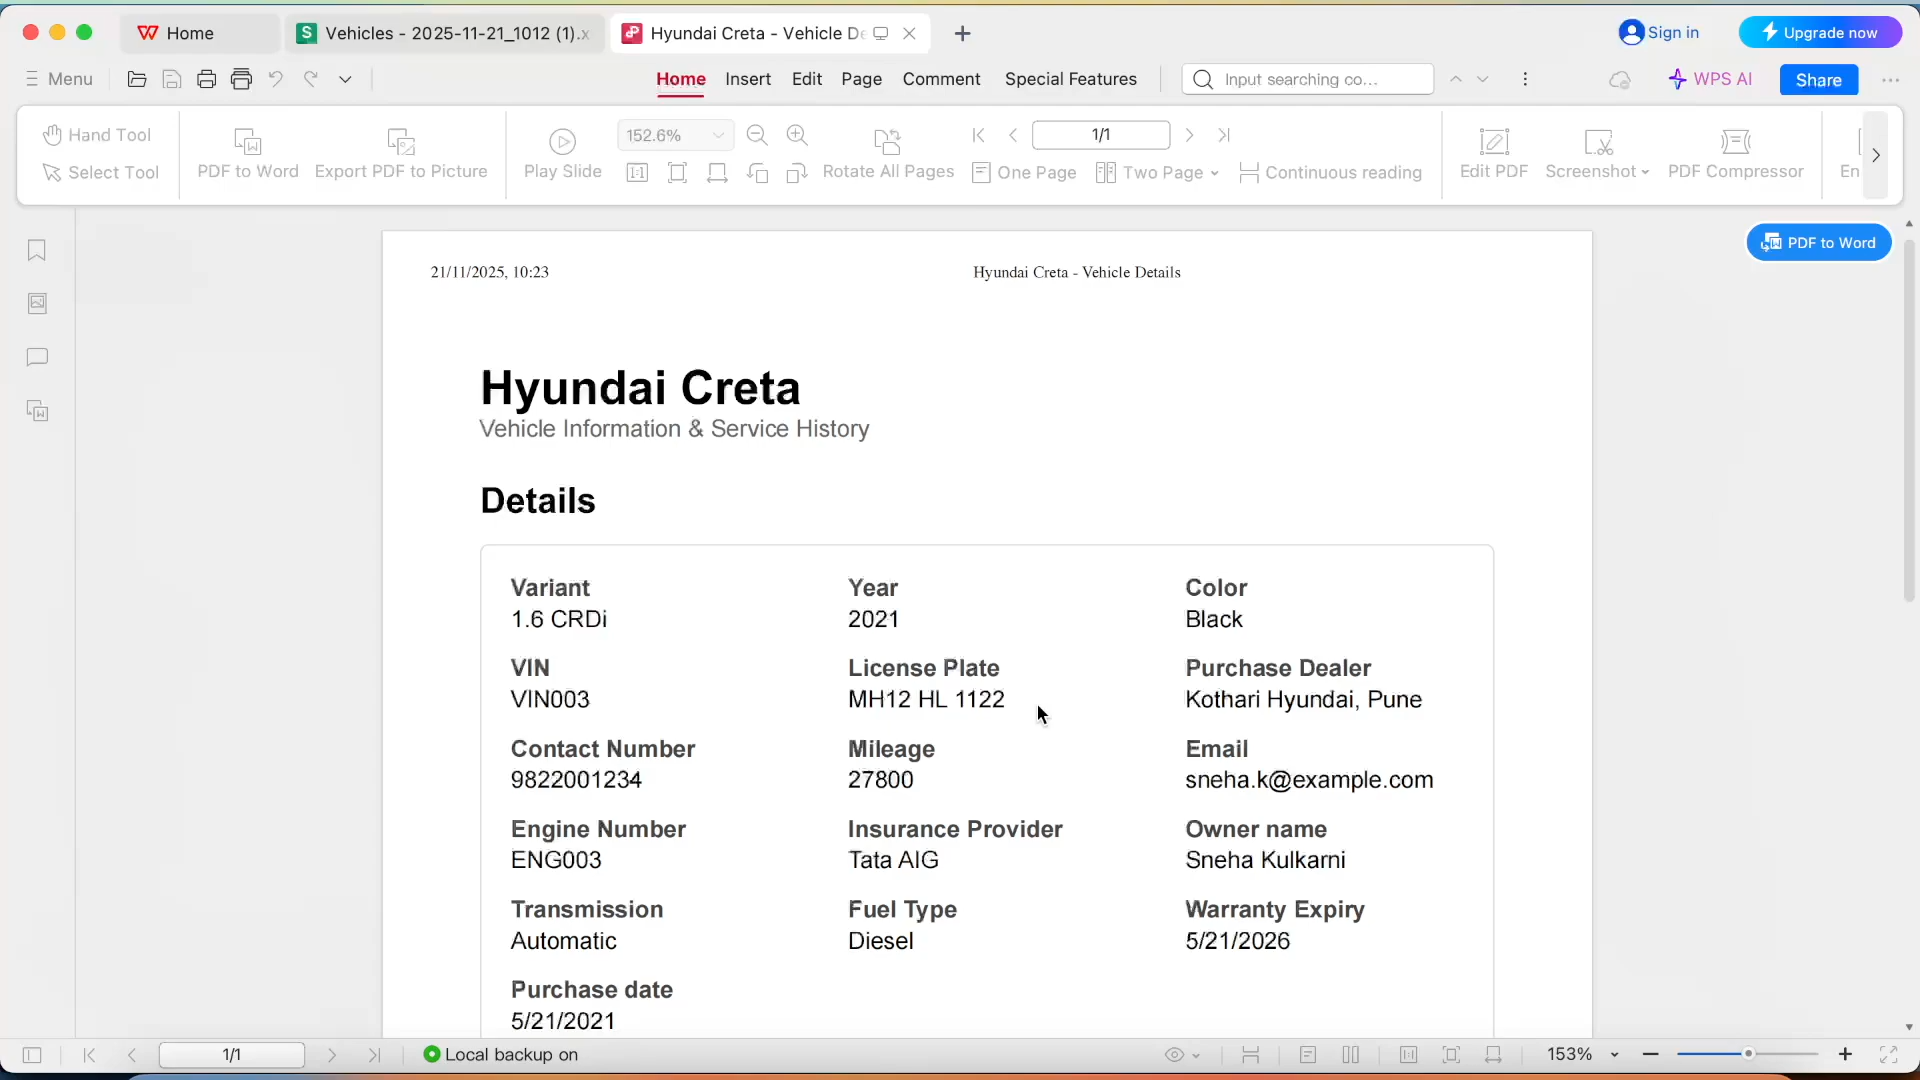 Home
Vehicles - 2025-11-21_1012 (1).x
Hyundai Creta - Vehicle De
Sign in
Upgrade now
Menu
Home
Insert
Edit
Page
Comment
Special Features
Input searching co...
WPS AI
Share
Hand Tool
Select Tool
PDF to Word
Export PDF to Picture
Play Slide
152.6%
1/1
Rotate All Pages
One Page
Two Page
Continuous reading
Edit PDF
Screenshot
PDF Compressor
En
PDF to Word
21/11/2025, 10:23
Hyundai Creta - Vehicle Details
Hyundai Creta
Vehicle Information & Service History
Details
Variant
1.6 CRDi
Year
2021
Color
Black
VIN
VIN003
License Plate
MH12 HL 1122
Purchase Dealer
Kothari Hyundai, Pune
Contact Number
9822001234
Mileage
27800
Email
sneha.k@example.com
Engine Number
ENG003
Insurance Provider
Tata AIG
Owner name
Sneha Kulkarni
Transmission
Automatic
Fuel Type
Diesel
Warranty Expiry
5/21/2026
Purchase date
5/21/2021
1/1
Local backup on
153%